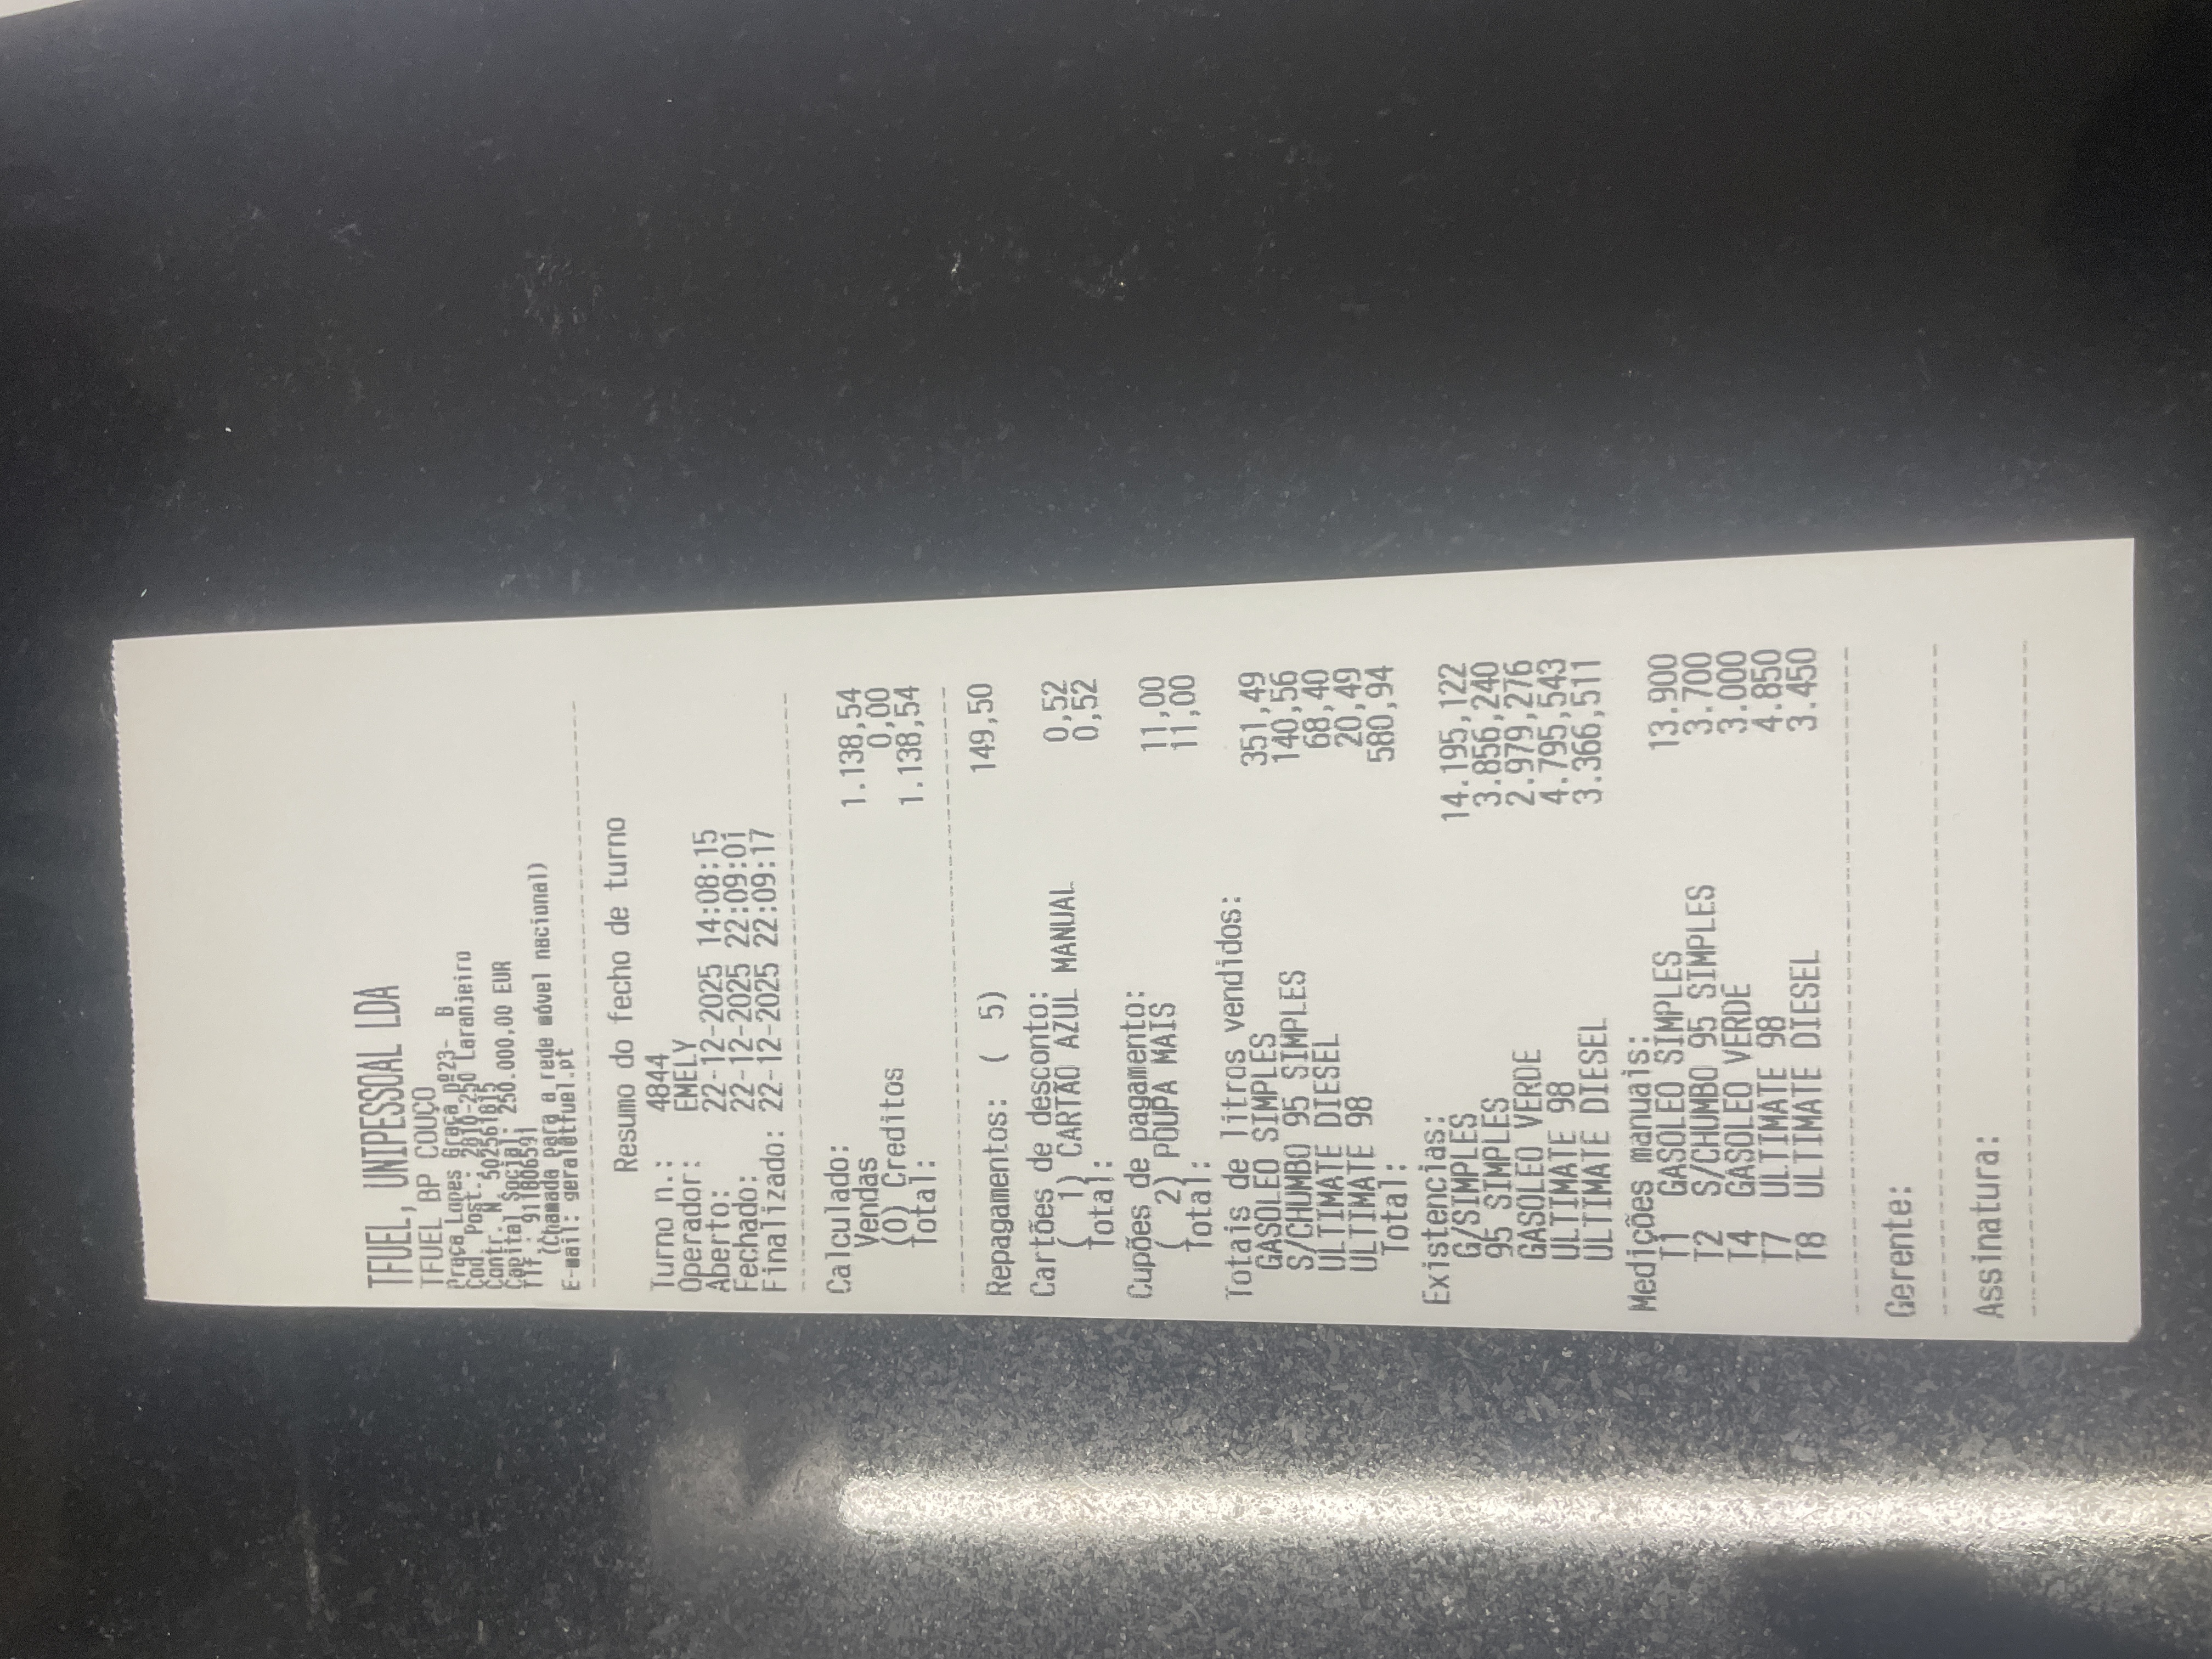 TFUEL, UNIPESSOAL LDA
TFUEL BP COUÇO
Praça Lopes Graça nº23- B
Cod. Post.: 2810-250 Laranjeiro
Contr. N 502561815
Capital Social: 250.000,00 EUR
Tlf : 911806591
(Chamada para a rede móvel nacional)
E-mail: geral@tfuel.pt
Resumo do fecho de turno
Turno n.: 4844
Operador: EMELY
Aberto: 22-12-2025 14:08:15
Fechado: 22-12-2025 22:09:01
Finalizado: 22-12-2025 22:09:17
Calculado:
Vendas 1.138,54
(0) Creditos 0,00
Total: 1.138,54
Repagamentos: ( 5) 149,50
Cartões de desconto:
( 1) CARTÃO AZUL MANUAL 0,52
Total: 0,52
Cupões de pagamento:
( 2) POUPA MAIS 11,00
Total: 11,00
Totais de litros vendidos:
GASOLEO SIMPLES 351,49
S/CHUMBO 95 SIMPLES 140,56
ULTIMATE DIESEL 68,40
ULTIMATE 98 20,49
Total: 580,94
Existencias:
G/SIMPLES 14.195,122
95 SIMPLES 3.856,240
GASOLEO VERDE 2.979,276
ULTIMATE 98 4.795,543
ULTIMATE DIESEL 3.366,511
Medições manuais:
T1 GASOLEO SIMPLES 13.900
T2 S/CHUMBO 95 SIMPLES 3.700
T4 GASOLEO VERDE 3.000
T7 ULTIMATE 98 4.850
T8 ULTIMATE DIESEL 3.450
Gerente:
Assinatura: